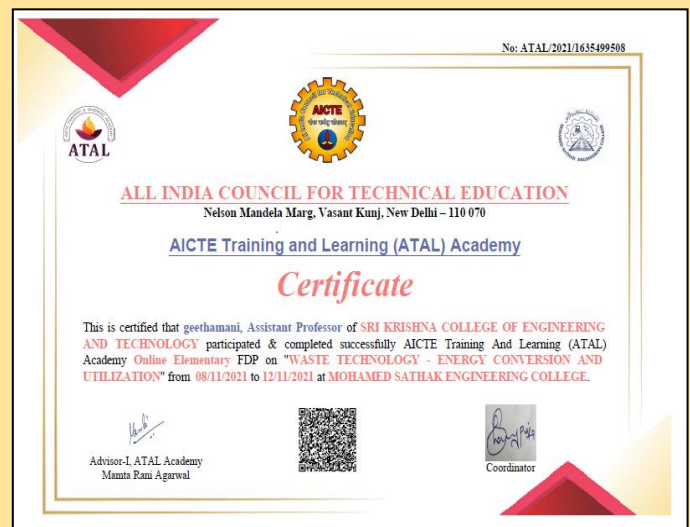 No: ATAL/2021/1635499508
AICTE
ATAL
ALL INDIA COUNCIL FOR TECHNICAL EDUCATION
Nelson Mandela Marg, Vasant Kunj, New Delhi – 110 070
AICTE Training and Learning (ATAL) Academy
Certificate
This is certified that geethamani, Assistant Professor of SRI KRISHNA COLLEGE OF ENGINEERING
AND TECHNOLOGY participated & completed successfully AICTE Training And Learning (ATAL)
Academy Online Elementary FDP on "WASTE TECHNOLOGY - ENERGY CONVERSION AND
UTILIZATION" from 08/11/2021 to 12/11/2021 at MOHAMED SATHAK ENGINEERING COLLEGE.
Advisor-I, ATAL Academy
Mamta Rani Agarwal
Coordinator